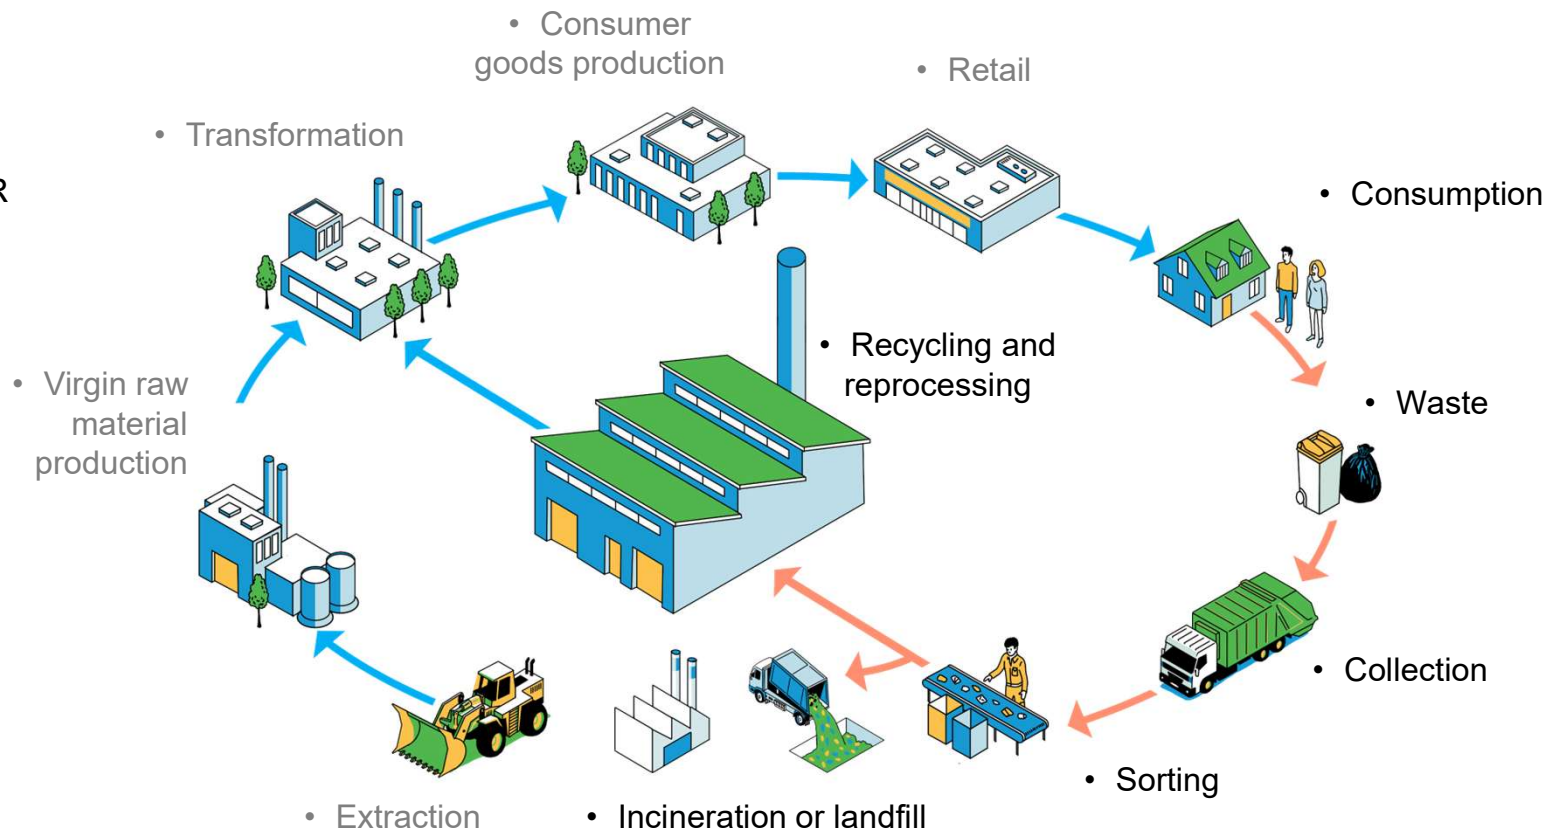 • Consumer
goods production
• Retail
• Transformation
R
• Consumption
• Recycling and
reprocessing
• Virgin raw
material
production
• Waste
• Collection
• Sorting
• Extraction
• Incineration or landfill